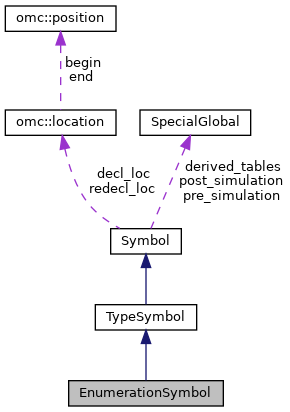 omc::position
begin
end
omc::location
SpecialGlobal
decl_loc
redecl_loc
derived_tables
post_simulation
pre_simulation
Symbol
TypeSymbol
EnumerationSymbol